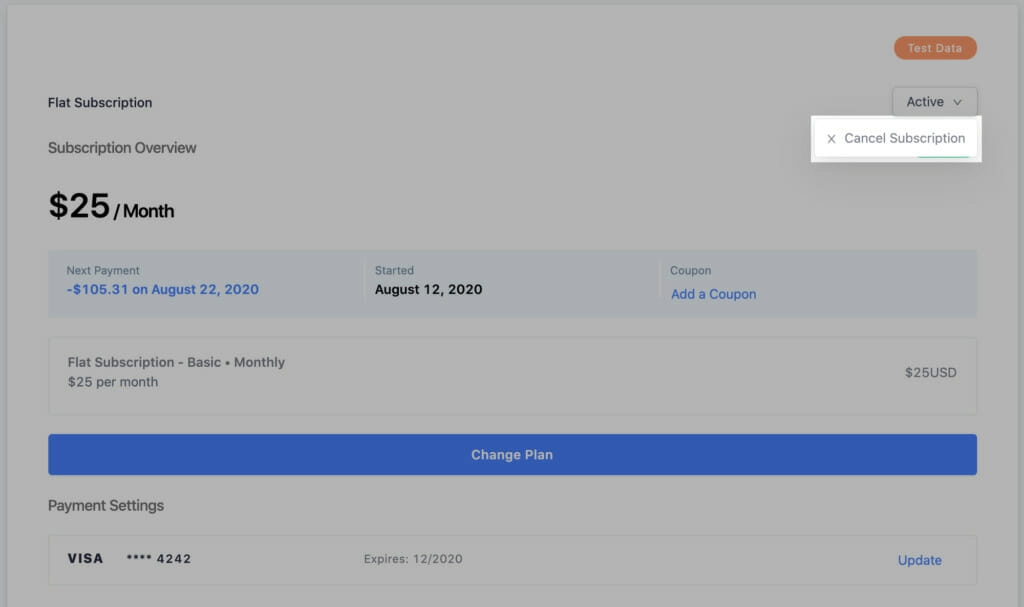 Test Data
Flat Subscription
Active
Cancel Subscription
Subscription Overview
$25 / Month
Next Payment
-$105.31 on August 22, 2020
Started
August 12, 2020
Coupon
Add a Coupon
Flat Subscription - Basic • Monthly
$25 per month
$25USD
Change Plan
Payment Settings
VISA **** 4242
Expires: 12/2020
Update